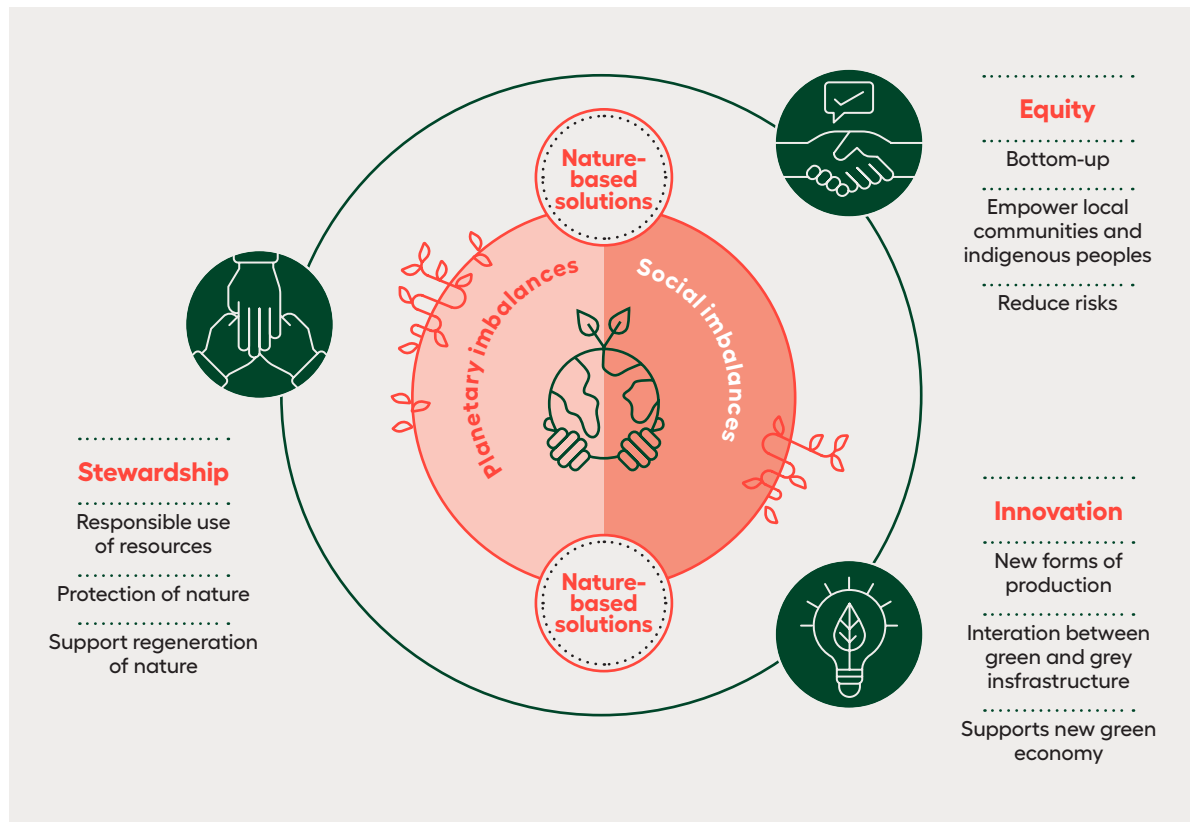 Nature-
based
solutions
Planetary imbalances
Social imbalances
Nature-
based
solutions
Equity
Bottom-up
Empower local
communities and
indigenous peoples
Reduce risks
Stewardship
Responsible use
of resources
Protection of nature
Support regeneration
of nature
Innovation
New forms of
production
Interation between
green and grey
insfrastructure
Supports new green
economy